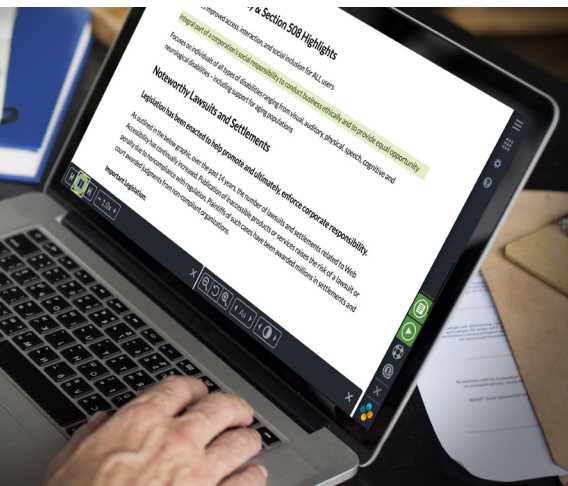 y & Section 508 Highlights
improved access, interaction, and social inclusion for ALL users
Integral part of a corporation's social responsibility to conduct business ethically and to provide equal opportunity
Focuses on individuals of all types of disabilities ranging from visual, auditory, physical, speech, cognitive and
neurological disabilities – including support for aging populations
Noteworthy Lawsuits and Settlements
Legislation has been enacted to help promote and ultimately, enforce corporate responsibility.
As outlined in the below graphic, over the past 14 years, the number of lawsuits and settlements related to Web
Accessibility has continually increased. Publication of inaccessible products or services raises the risk of a lawsuit or
penalty due to noncompliance with regulation. Plaintiffs of such cases have been awarded millions in settlements and
court awarded judgments from non compliant organizations.
Important Legislation:
− 1.0x +
Aa